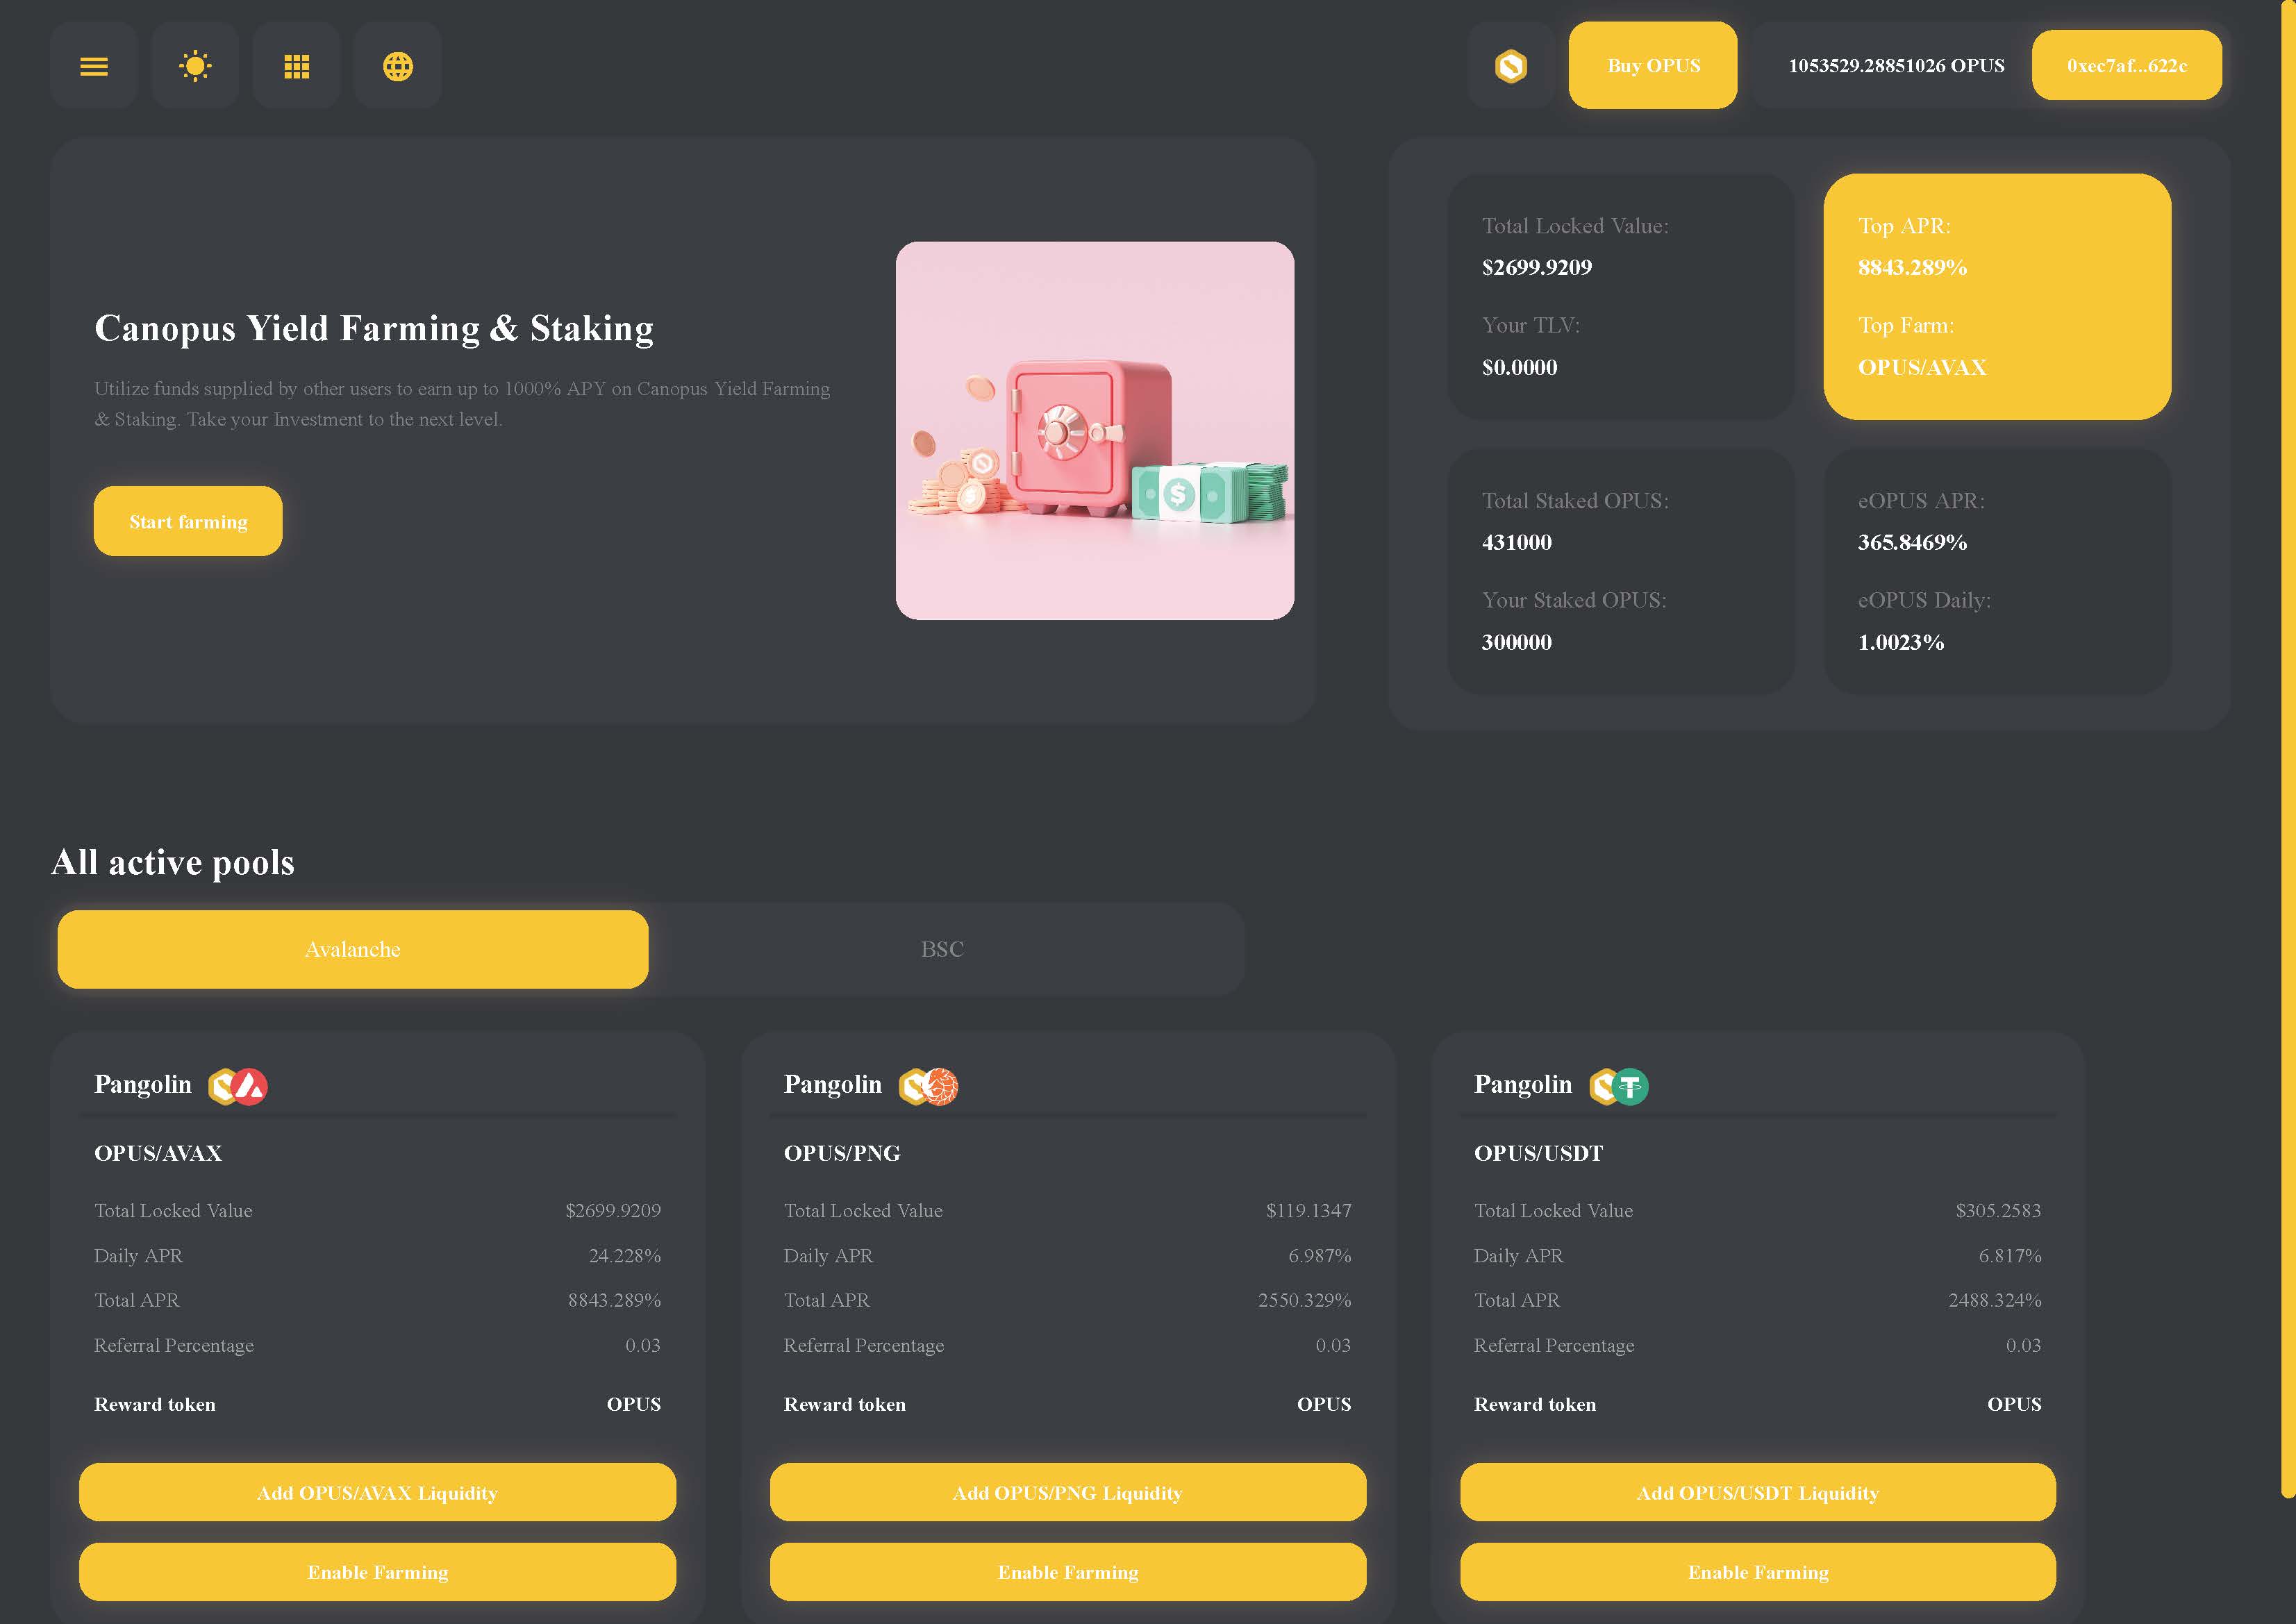 Buy OPUS
1053529.28851026 OPUS
0xec7af...622c
Canopus Yield Farming & Staking
Utilize funds supplied by other users to earn up to 1000% APY on Canopus Yield Farming
& Staking. Take your Investment to the next level.
Start farming
$
$
Total Locked Value:
$2699.9209
Your TLV:
$0.0000
Top APR:
8843.289%
Top Farm:
OPUS/AVAX
Total Staked OPUS:
431000
Your Staked OPUS:
300000
eOPUS APR:
365.8469%
eOPUS Daily:
1.0023%
All active pools
Avalanche
BSC
Pangolin
OPUS/AVAX
Total Locked Value $2699.9209
Daily APR 24.228%
Total APR 8843.289%
Referral Percentage 0.03
Reward token OPUS
Add OPUS/AVAX Liquidity
Enable Farming
Pangolin
OPUS/PNG
Total Locked Value $119.1347
Daily APR 6.987%
Total APR 2550.329%
Referral Percentage 0.03
Reward token OPUS
Add OPUS/PNG Liquidity
Enable Farming
Pangolin
OPUS/USDT
Total Locked Value $305.2583
Daily APR 6.817%
Total APR 2488.324%
Referral Percentage 0.03
Reward token OPUS
Add OPUS/USDT Liquidity
Enable Farming